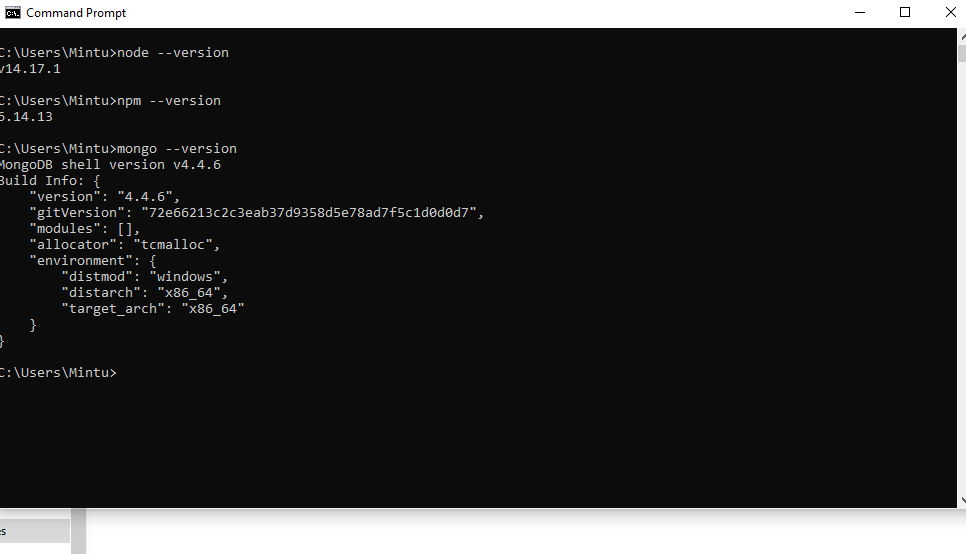 Command Prompt
C:\Users\Mintu>node --version
v14.17.1
C:\Users\Mintu>npm --version
6.14.13
C:\Users\Mintu>mongo --version
MongoDB shell version v4.4.6
Build Info: {
    "version": "4.4.6",
    "gitVersion": "72e66213c2c3eab37d9358d5e78ad7f5c1d0d0d7",
    "modules": [],
    "allocator": "tcmalloc",
    "environment": {
        "distmod": "windows",
        "distarch": "x86_64",
        "target_arch": "x86_64"
    }
}
C:\Users\Mintu>